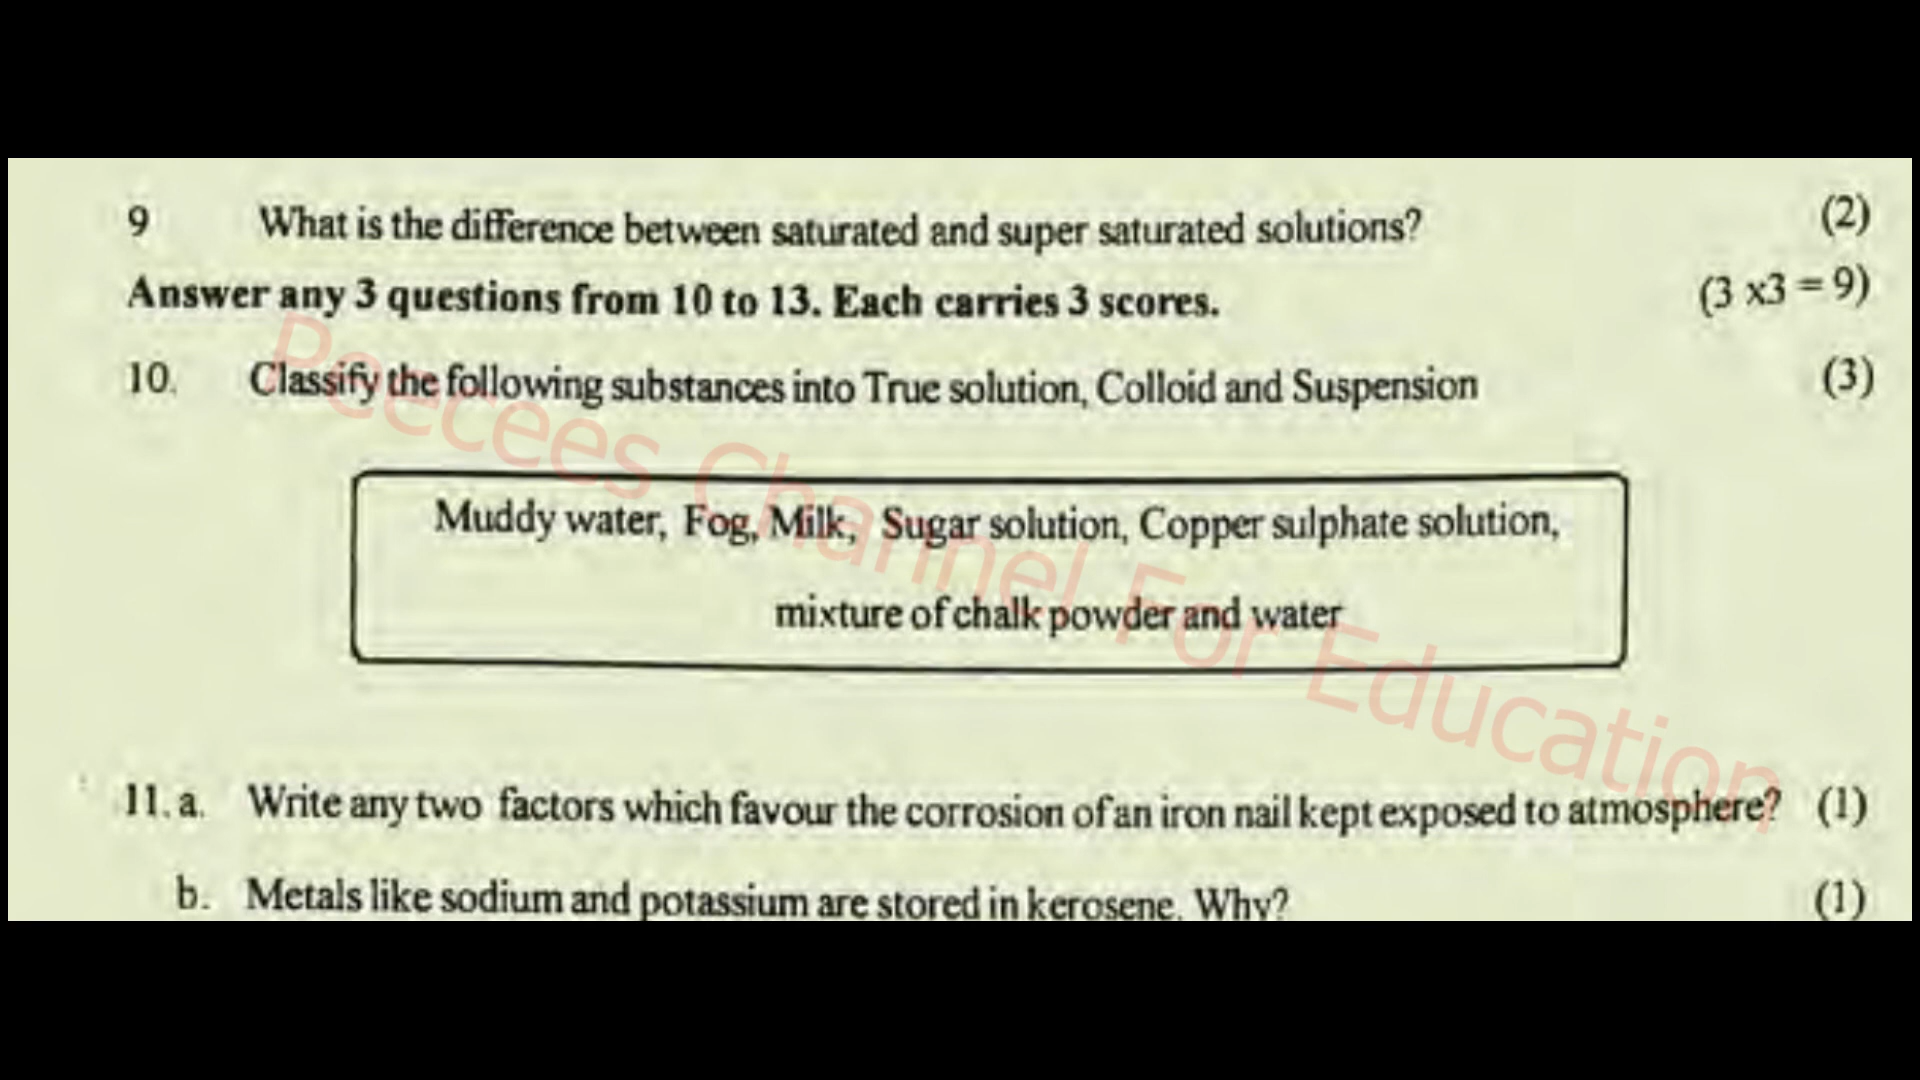 9 What is the difference between saturated and super saturated solutions? (2)
Answer any 3 questions from 10 to 13. Each carries 3 scores. (3 x3 = 9)
10. Classify the following substances into True solution, Colloid and Suspension (3)
Muddy water, Fog, Milk, Sugar solution, Copper sulphate solution,
mixture of chalk powder and water
11. a. Write any two factors which favour the corrosion of an iron nail kept exposed to atmosphere? (1)
b. Metals like sodium and potassium are stored in kerosene. Why? (1)
Peecees Channel For Education